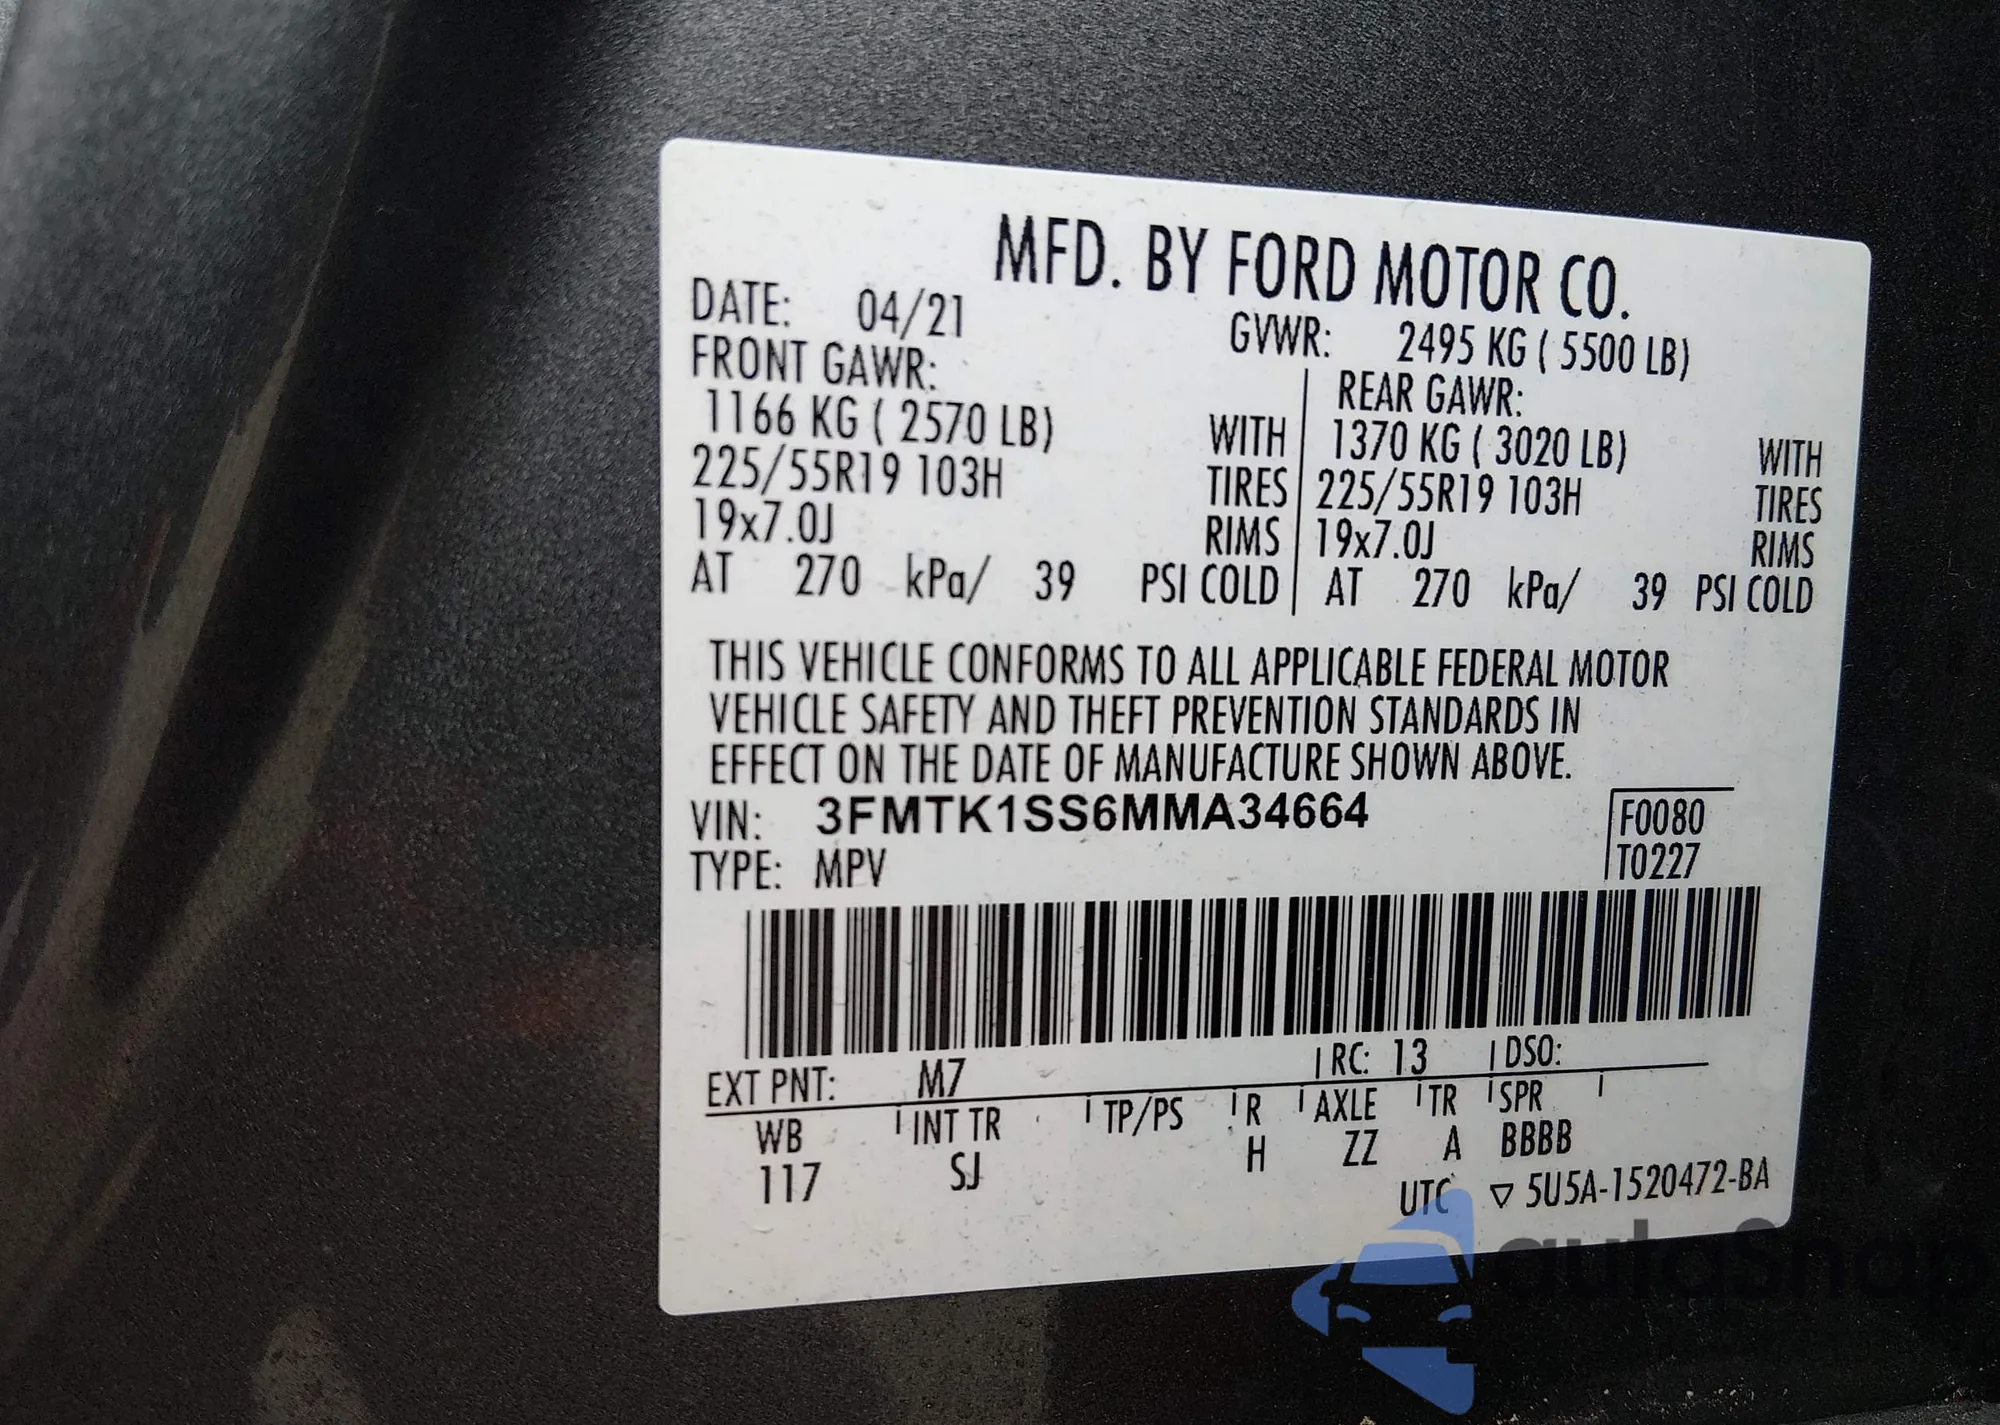 MFD. BY FORD MOTOR CO.
DATE: 04/21
GVWR: 2495 KG ( 5500 LB)
FRONT GAWR:
1166 KG ( 2570 LB) WITH
225/55R19 103H TIRES
19x7.0J RIMS
AT 270 kPa/ 39 PSI COLD
REAR GAWR:
1370 KG ( 3020 LB) WITH
225/55R19 103H TIRES
19x7.0J RIMS
AT 270 kPa/ 39 PSI COLD
THIS VEHICLE CONFORMS TO ALL APPLICABLE FEDERAL MOTOR
VEHICLE SAFETY AND THEFT PREVENTION STANDARDS IN
EFFECT ON THE DATE OF MANUFACTURE SHOWN ABOVE.
VIN: 3FMTK1SS6MMA34664
TYPE: MPV
F0080
T0227
EXT PNT: M7 RC: 13 DSO:
WB INT TR TP/PS R AXLE TR SPR
117 SJ H ZZ A BBBB
UTC ▽ 5U5A-1520472-BA
autoSnap